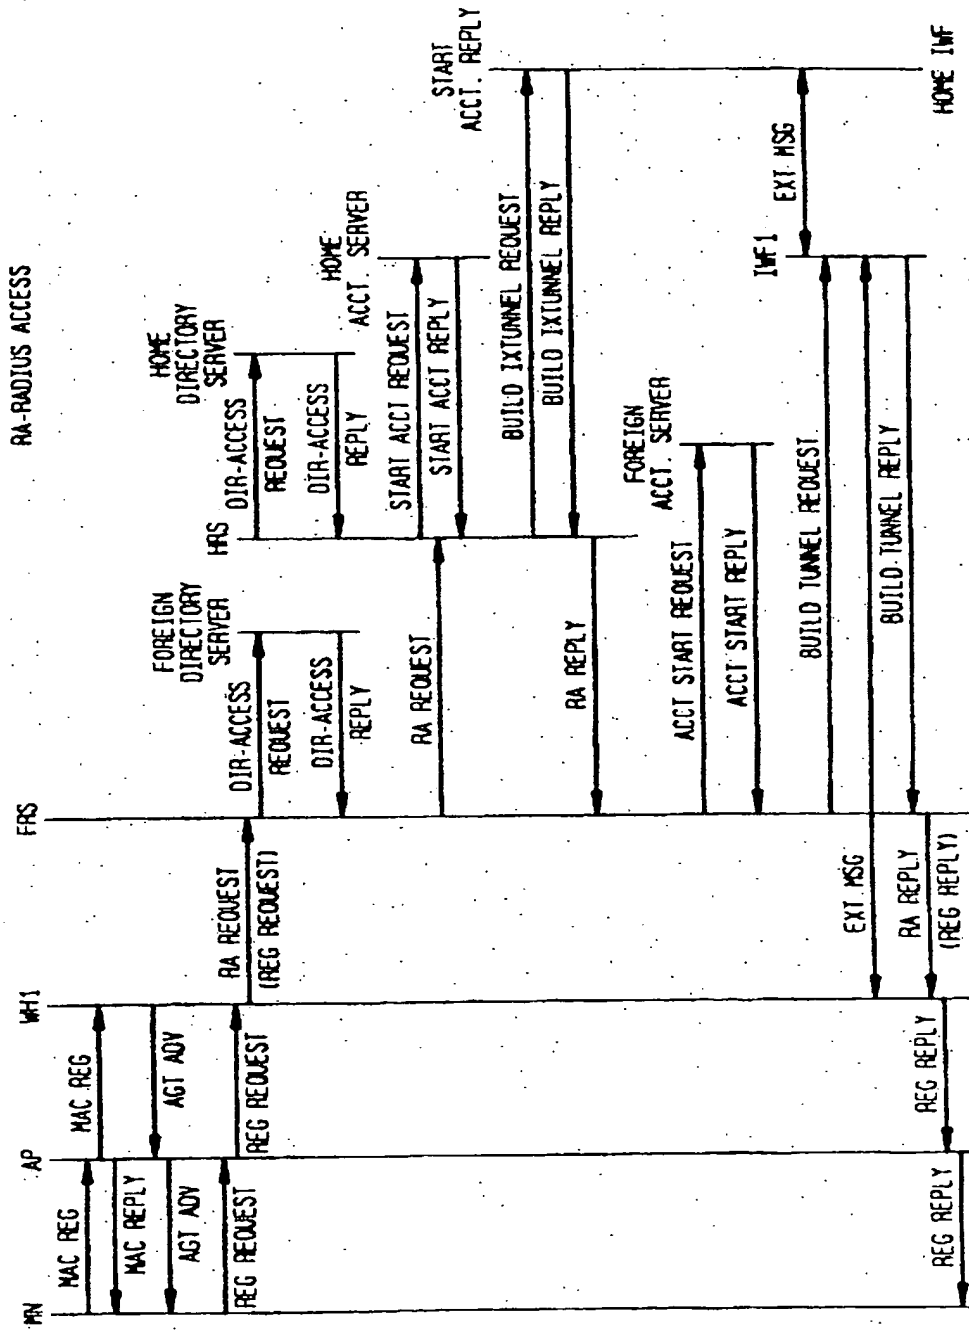 RA-RADIUS ACCESS
MN
AP
WH1
FRS
FOREIGN
DIRECTORY
SERVER
HRS
HOME
DIRECTORY
SERVER
MAC REG
MAC REG
MAC REPLY
AGT ADV
AGT ADV
REG REQUEST
REG REQUEST
RA REQUEST
(REG REQUEST)
DIR-ACCESS
REQUEST
DIR-ACCESS
REPLY
DIR-ACCESS
REQUEST
DIR-ACCESS
REPLY
HOME
ACCT. SERVER
RA REQUEST
START ACCT REQUEST
START ACCT REPLY
START
ACCT. REPLY
BUILD IXTUNNEL REQUEST
BUILD IXTUNNEL REPLY
RA REPLY
FOREIGN
ACCT. SERVER
ACCT START REQUEST
ACCT START REPLY
IWF1
EXT MSG
BUILD TUNNEL REQUEST
BUILD TUNNEL REPLY
EXT MSG
RA REPLY
(REG REPLY)
REG REPLY
REG REPLY
HOME IWF